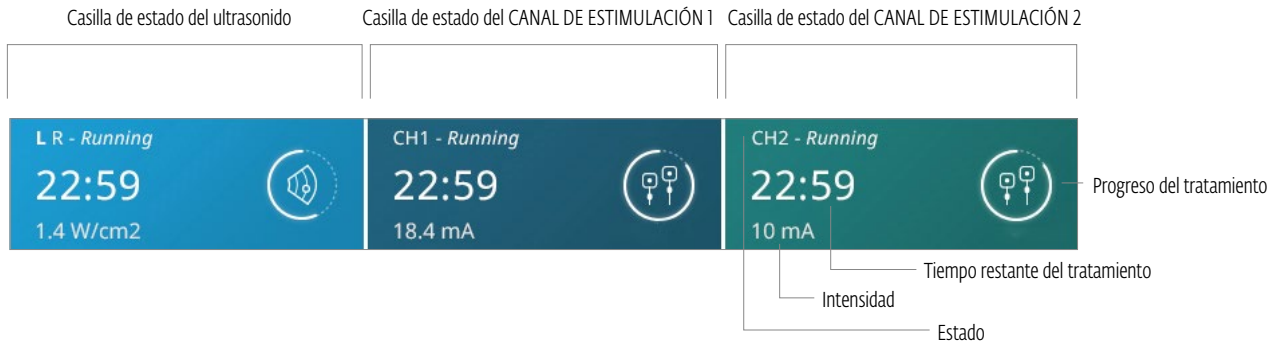 Casilla de estado del ultrasonido
Casilla de estado del CANAL DE ESTIMULACIÓN 1
Casilla de estado del CANAL DE ESTIMULACIÓN 2
L R - Running
22:59
1.4 W/cm2
CH1 - Running
22:59
18.4 mA
CH2 - Running
22:59
10 mA
Progreso del tratamiento
Tiempo restante del tratamiento
Intensidad
Estado